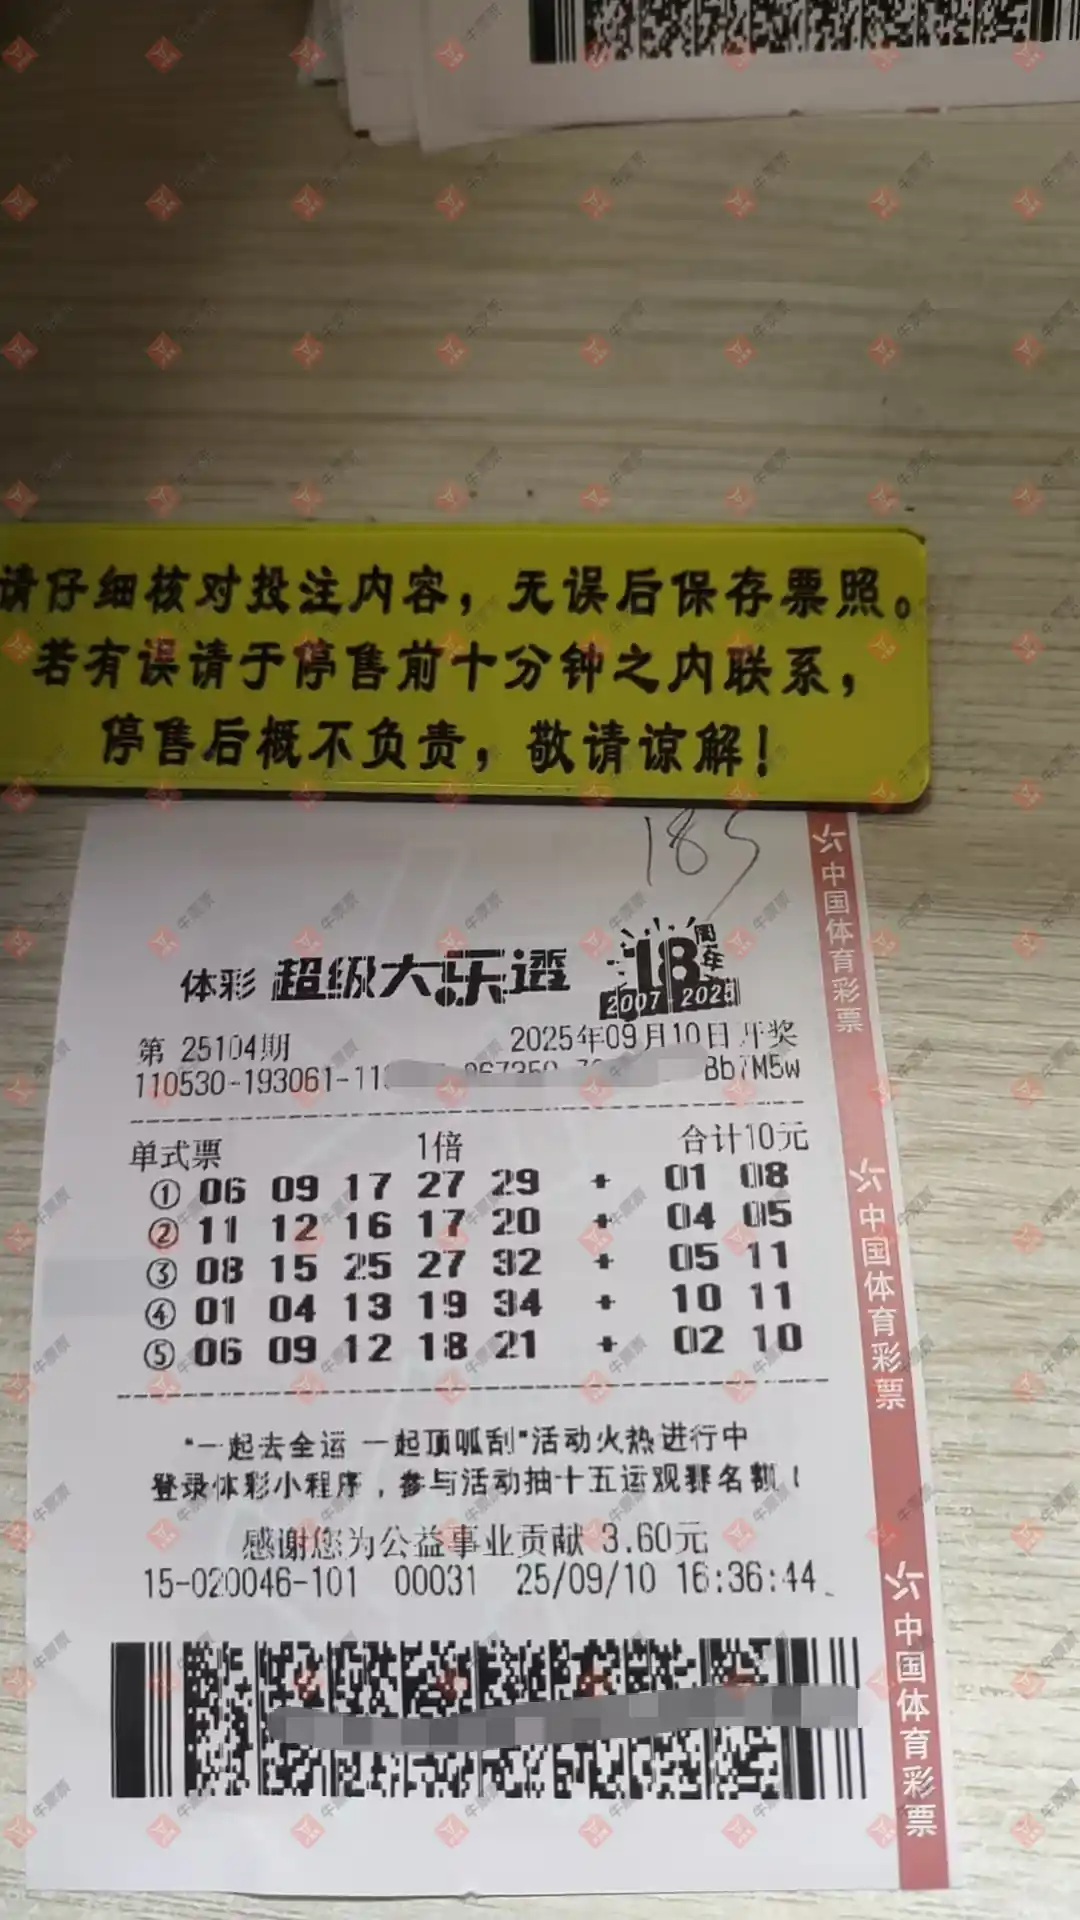 请仔细核对投注内容，无误后保存票照。
若有误请于停售前十分钟之内联系，
停售后概不负责，敬请谅解！
185
体彩 超级大乐透 18周年
2007-2025
第 25104期 2025年09月10日开奖
110530-193061-11 Bb7M5w
单式票 1倍 合计10元
① 06 09 17 27 29 + 01 08
② 11 12 16 17 20 + 04 05
③ 08 15 25 27 32 + 05 11
④ 01 04 13 19 34 + 10 11
⑤ 06 09 12 18 21 + 02 10
"一起去全运 一起顶呱刮"活动火热进行中
登录体彩小程序，参与活动抽十五运观赛名额！
感谢您为公益事业贡献 3.60元
15-020046-101 00031 25/09/10 16:36:44
中国体育彩票
中国体育彩票
中国体育彩票
牛票票